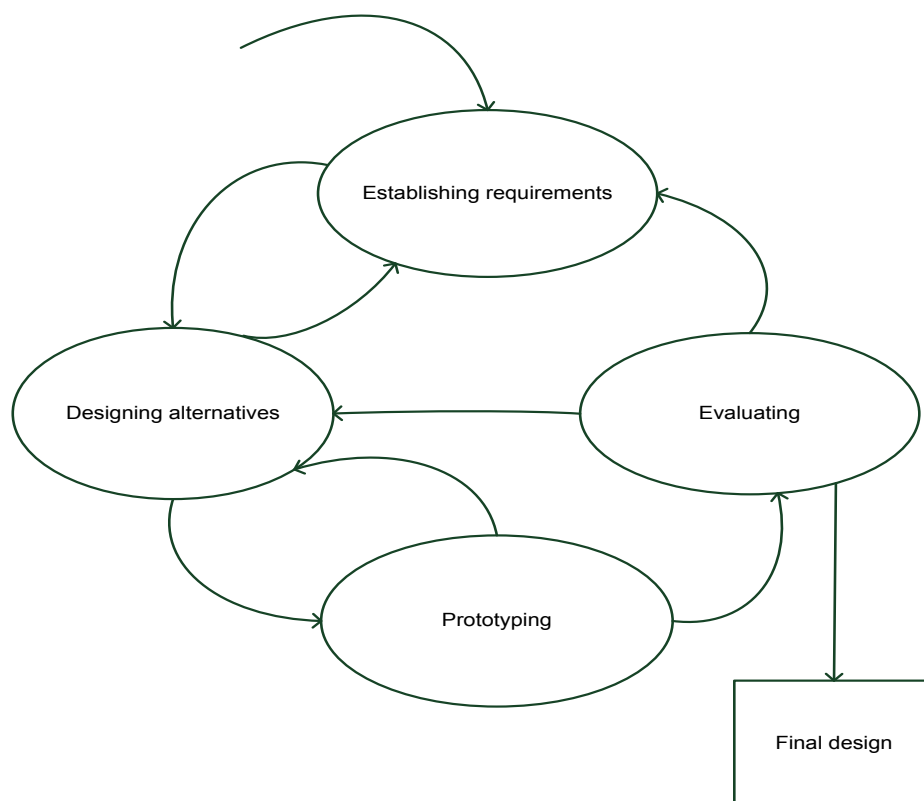 Establishing requirements
Designing alternatives
Evaluating
Prototyping
Final design